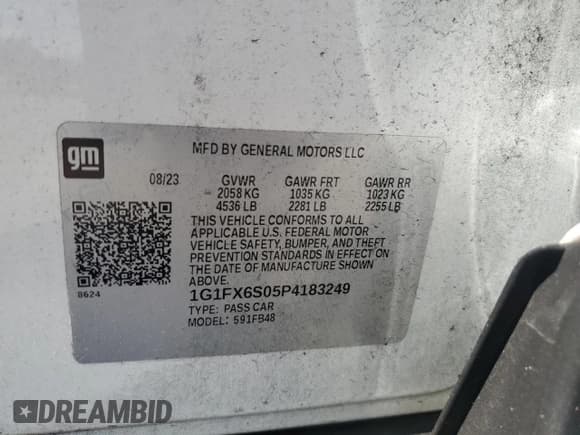 gm
MFD BY GENERAL MOTORS LLC
08/23 GVWR GAWR FRT GAWR RR
2058 KG 1035 KG 1023 KG
4536 LB 2281 LB 2255 LB
THIS VEHICLE CONFORMS TO ALL
APPLICABLE U.S. FEDERAL MOTOR
VEHICLE SAFETY, BUMPER, AND THEFT
PREVENTION STANDARDS IN EFFECT ON
THE DATE OF MANUFACTURE SHOWN
ABOVE.
8624
1G1FX6S05P4183249
TYPE: PASS CAR
MODEL: 591FB48
DREAMBID